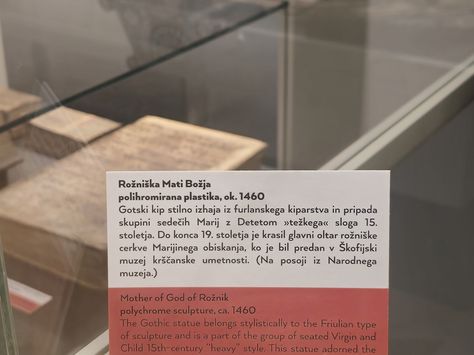 Rožniška Mati Božja
polihromirana plastika, ok. 1460
Gotski kip stilno izhaja iz furlanskega kiparstva in pripada
skupini sedečih Marij z Detetom »težkega« sloga 15.
stoletja. Do konca 19. stoletja je krasil glavni oltar rožniške
cerkve Marijinega obiskanja, ko je bil predan v Škofijski
muzej krščanske umetnosti. (Na posoji iz Narodnega
muzeja.)
Mother of God of Rožnik
polychrome sculpture, ca. 1460
The Gothic statue belongs stylistically to the Friulian type
of sculpture and is a part of the group of seated Virgin and
Child 15th-century "heavy" style. This statue adorned the